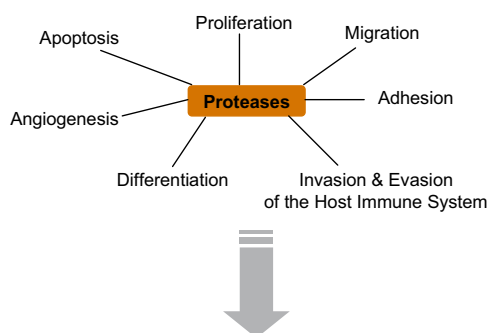 Proliferation
Apoptosis
Migration
Proteases
Adhesion
Angiogenesis
Differentiation
Invasion & Evasion
of the Host Immune System